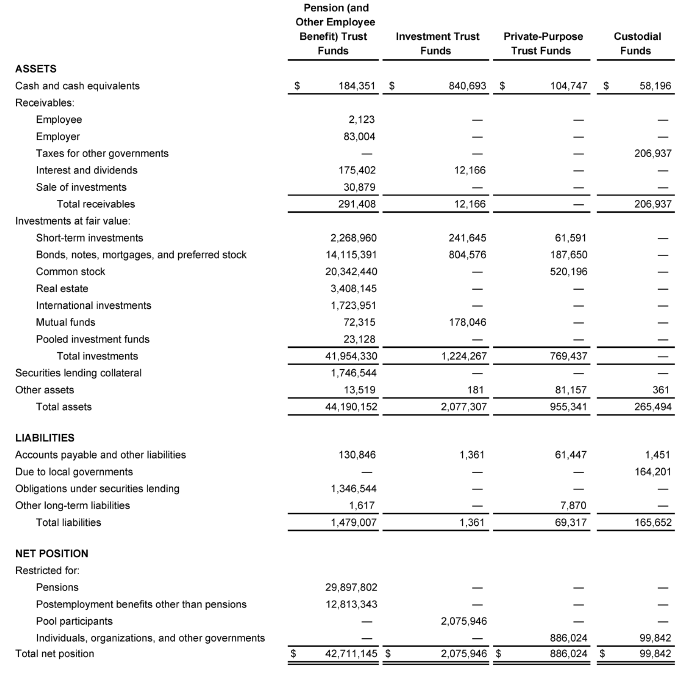 Pension (and
Other Employee
Benefit) Trust Investment Trust Private-Purpose Custodial
Funds Funds Trust Funds Funds
ASSETS
Cash and cash equivalents $ 184,351 $ 840,693 $ 104,747 $ 58,196
Receivables:
Employee 2,123 — — —
Employer 83,004 — — —
Taxes for other governments — — — 206,937
Interest and dividends 175,402 12,166 — —
Sale of investments 30,879 — — —
Total receivables 291,408 12,166 — 206,937
Investments at fair value:
Short-term investments 2,268,960 241,645 61,591 —
Bonds, notes, mortgages, and preferred stock 14,115,391 804,576 187,650 —
Common stock 20,342,440 — 520,196 —
Real estate 3,408,145 — — —
International investments 1,723,951 — — —
Mutual funds 72,315 178,046 — —
Pooled investment funds 23,128 — — —
Total investments 41,954,330 1,224,267 769,437 —
Securities lending collateral 1,746,544 — — —
Other assets 13,519 181 81,157 361
Total assets 44,190,152 2,077,307 955,341 265,494
LIABILITIES
Accounts payable and other liabilities 130,846 1,361 61,447 1,451
Due to local governments — — — 164,201
Obligations under securities lending 1,346,544 — — —
Other long-term liabilities 1,617 — 7,870 —
Total liabilities 1,479,007 1,361 69,317 165,652
NET POSITION
Restricted for:
Pensions 29,897,802 — — —
Postemployment benefits other than pensions 12,813,343 — — —
Pool participants — 2,075,946 — —
Individuals, organizations, and other governments — — 886,024 99,842
Total net position $ 42,711,145 $ 2,075,946 $ 886,024 $ 99,842